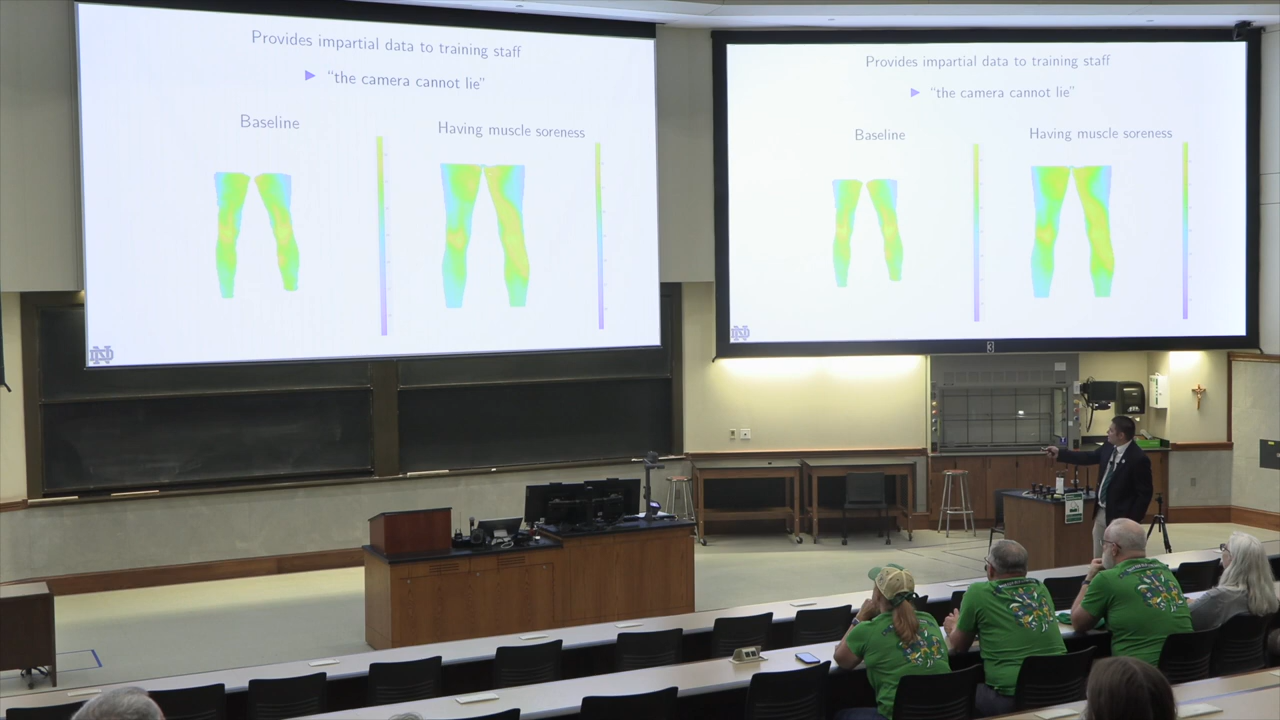 Provides impartial data to training staff
“the camera cannot lie”
Baseline
Having muscle soreness
Provides impartial data to training staff
“the camera cannot lie”
Baseline
Having muscle soreness
3